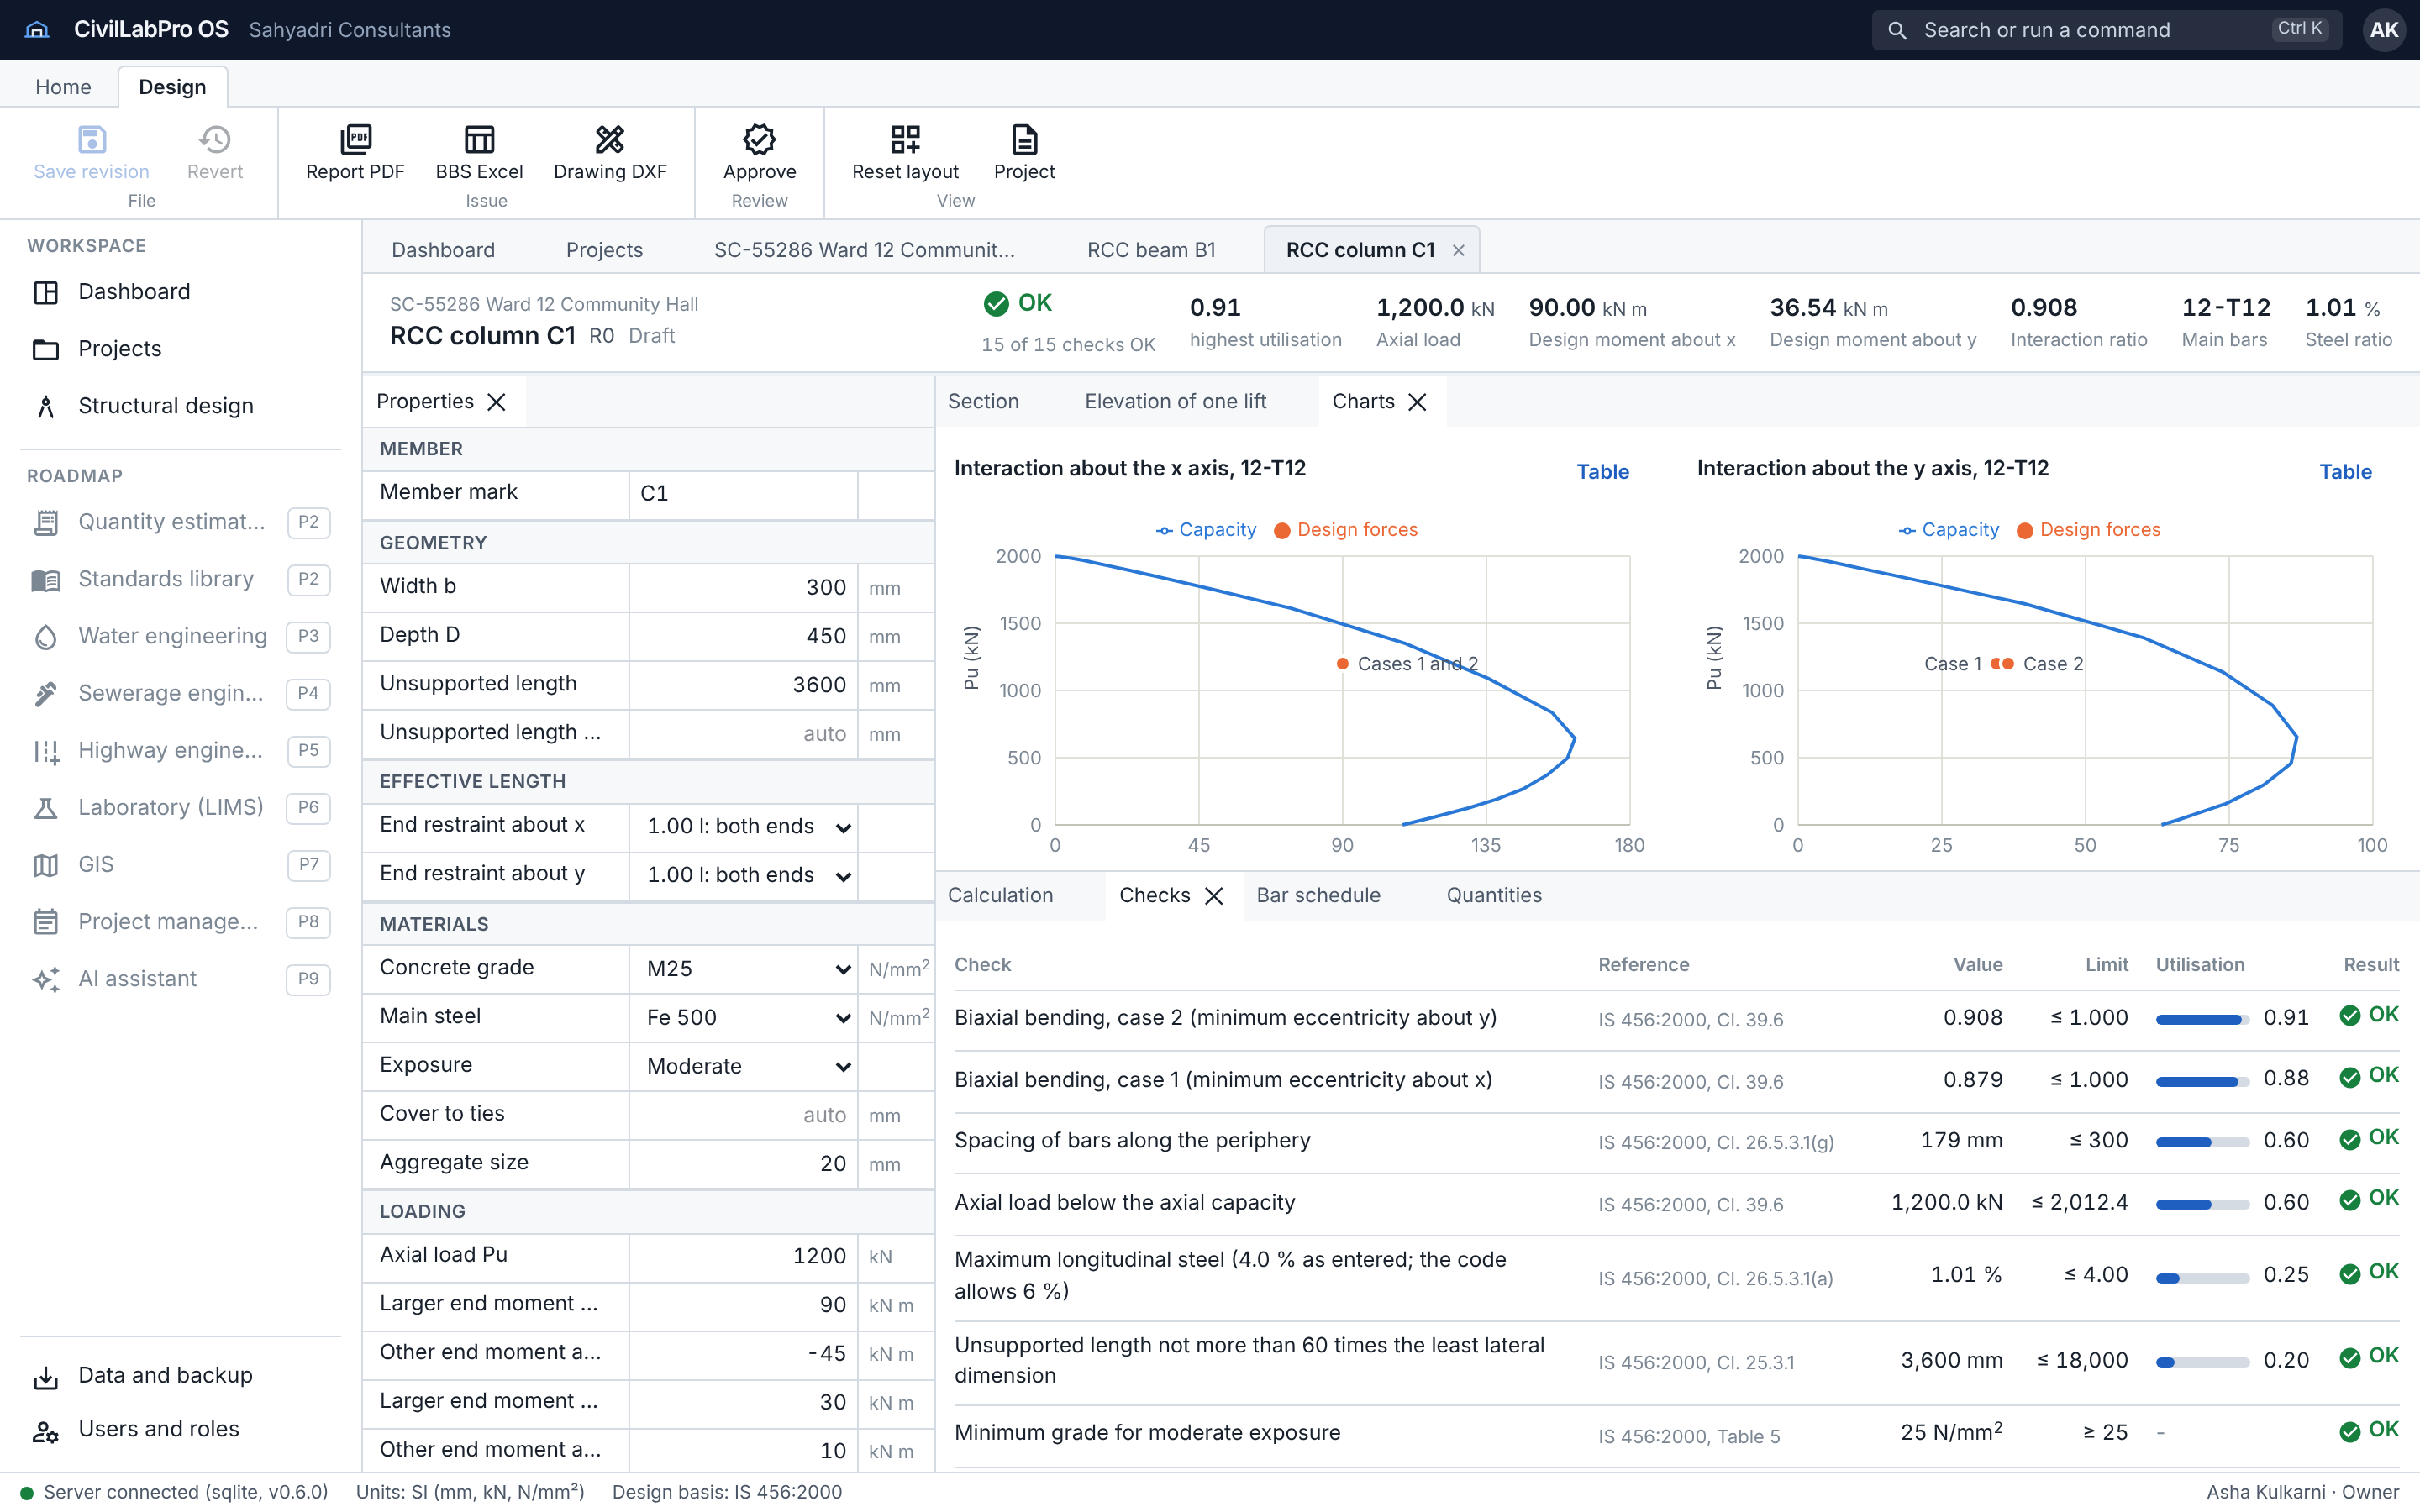 CivilLabPro OS Sahyadri Consultants Search or run a command Ctrl K AK
Home Design
Save revision Revert Report PDF BBS Excel Drawing DXF Approve Reset layout Project
File Issue Review View
WORKSPACE
Dashboard
Projects
Structural design
ROADMAP
Quantity estimat... P2
Standards library P2
Water engineering P3
Sewerage engin... P4
Highway engine... P5
Laboratory (LIMS) P6
GIS P7
Project manage... P8
AI assistant P9
Data and backup
Users and roles
Dashboard Projects SC-55286 Ward 12 Communit... RCC beam B1 RCC column C1
SC-55286 Ward 12 Community Hall
RCC column C1 R0 Draft
OK
15 of 15 checks OK
0.91
highest utilisation
1,200.0 kN
Axial load
90.00 kN m
Design moment about x
36.54 kN m
Design moment about y
0.908
Interaction ratio
12-T12
Main bars
1.01 %
Steel ratio
Properties
MEMBER
Member mark C1
GEOMETRY
Width b 300 mm
Depth D 450 mm
Unsupported length 3600 mm
Unsupported length ... auto mm
EFFECTIVE LENGTH
End restraint about x 1.00 l: both ends
End restraint about y 1.00 l: both ends
MATERIALS
Concrete grade M25 N/mm²
Main steel Fe 500 N/mm²
Exposure Moderate
Cover to ties auto mm
Aggregate size 20 mm
LOADING
Axial load Pu 1200 kN
Larger end moment ... 90 kN m
Other end moment a... -45 kN m
Larger end moment ... 30 kN m
Other end moment a... 10 kN m
Section Elevation of one lift Charts
Interaction about the x axis, 12-T12 Table
Capacity Design forces
Pu (kN)
2000
1500
1000
500
0
Cases 1 and 2
0 45 90 135 180
Interaction about the y axis, 12-T12 Table
Capacity Design forces
Pu (kN)
2000
1500
1000
500
0
Case 1 Case 2
0 25 50 75 100
Calculation Checks Bar schedule Quantities
Check Reference Value Limit Utilisation Result
Biaxial bending, case 2 (minimum eccentricity about y) IS 456:2000, Cl. 39.6 0.908 ≤ 1.000 0.91 OK
Biaxial bending, case 1 (minimum eccentricity about x) IS 456:2000, Cl. 39.6 0.879 ≤ 1.000 0.88 OK
Spacing of bars along the periphery IS 456:2000, Cl. 26.5.3.1(g) 179 mm ≤ 300 0.60 OK
Axial load below the axial capacity IS 456:2000, Cl. 39.6 1,200.0 kN ≤ 2,012.4 0.60 OK
Maximum longitudinal steel (4.0 % as entered; the code
allows 6 %) IS 456:2000, Cl. 26.5.3.1(a) 1.01 % ≤ 4.00 0.25 OK
Unsupported length not more than 60 times the least lateral
dimension IS 456:2000, Cl. 25.3.1 3,600 mm ≤ 18,000 0.20 OK
Minimum grade for moderate exposure IS 456:2000, Table 5 25 N/mm² ≥ 25 - OK
Server connected (sqlite, v0.6.0) Units: SI (mm, kN, N/mm²) Design basis: IS 456:2000 Asha Kulkarni · Owner